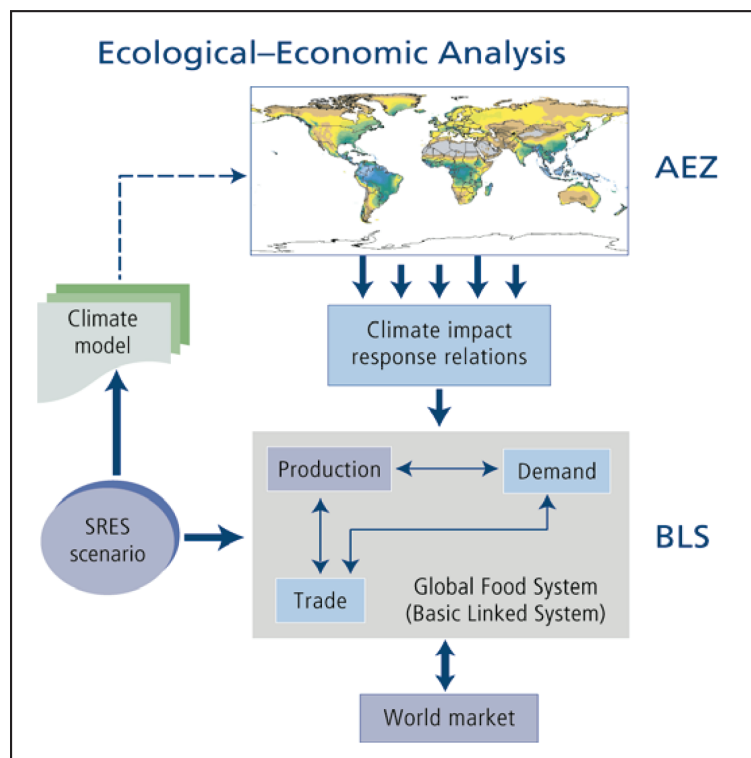 Ecological–Economic Analysis
AEZ
Climate
model
Climate impact
response relations
Production
Demand
SRES
scenario
BLS
Trade
Global Food System
(Basic Linked System)
World market